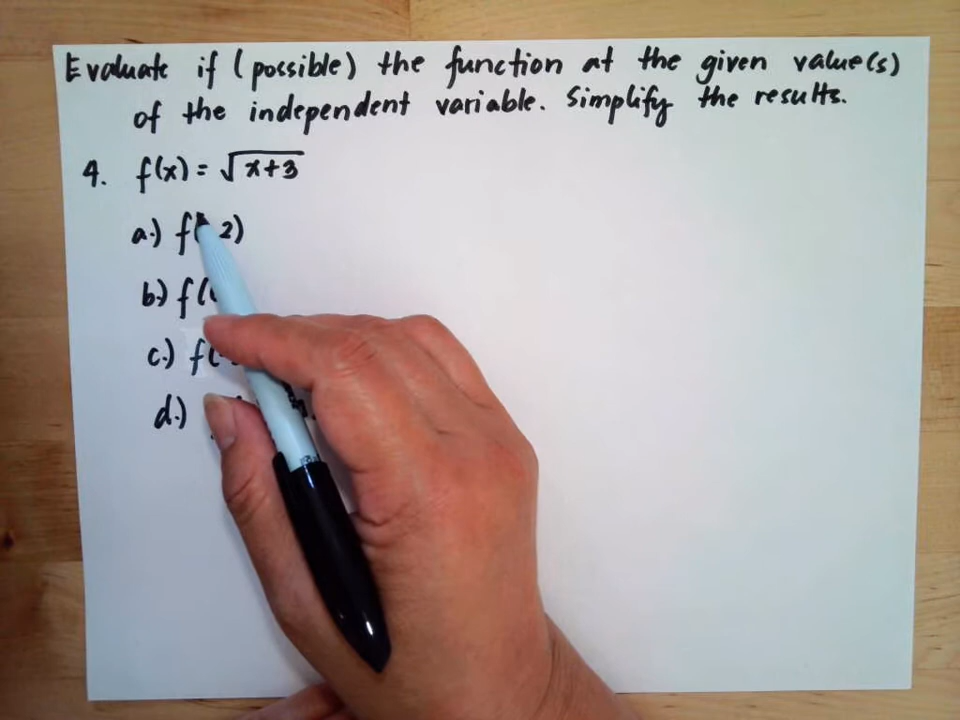 Evaluate if (possible) the function at the given value(s)
of the independent variable. Simplify the results.
4. f(x) = √x+3
a.) f( 2)
b.) f(
c.) f(
d.)